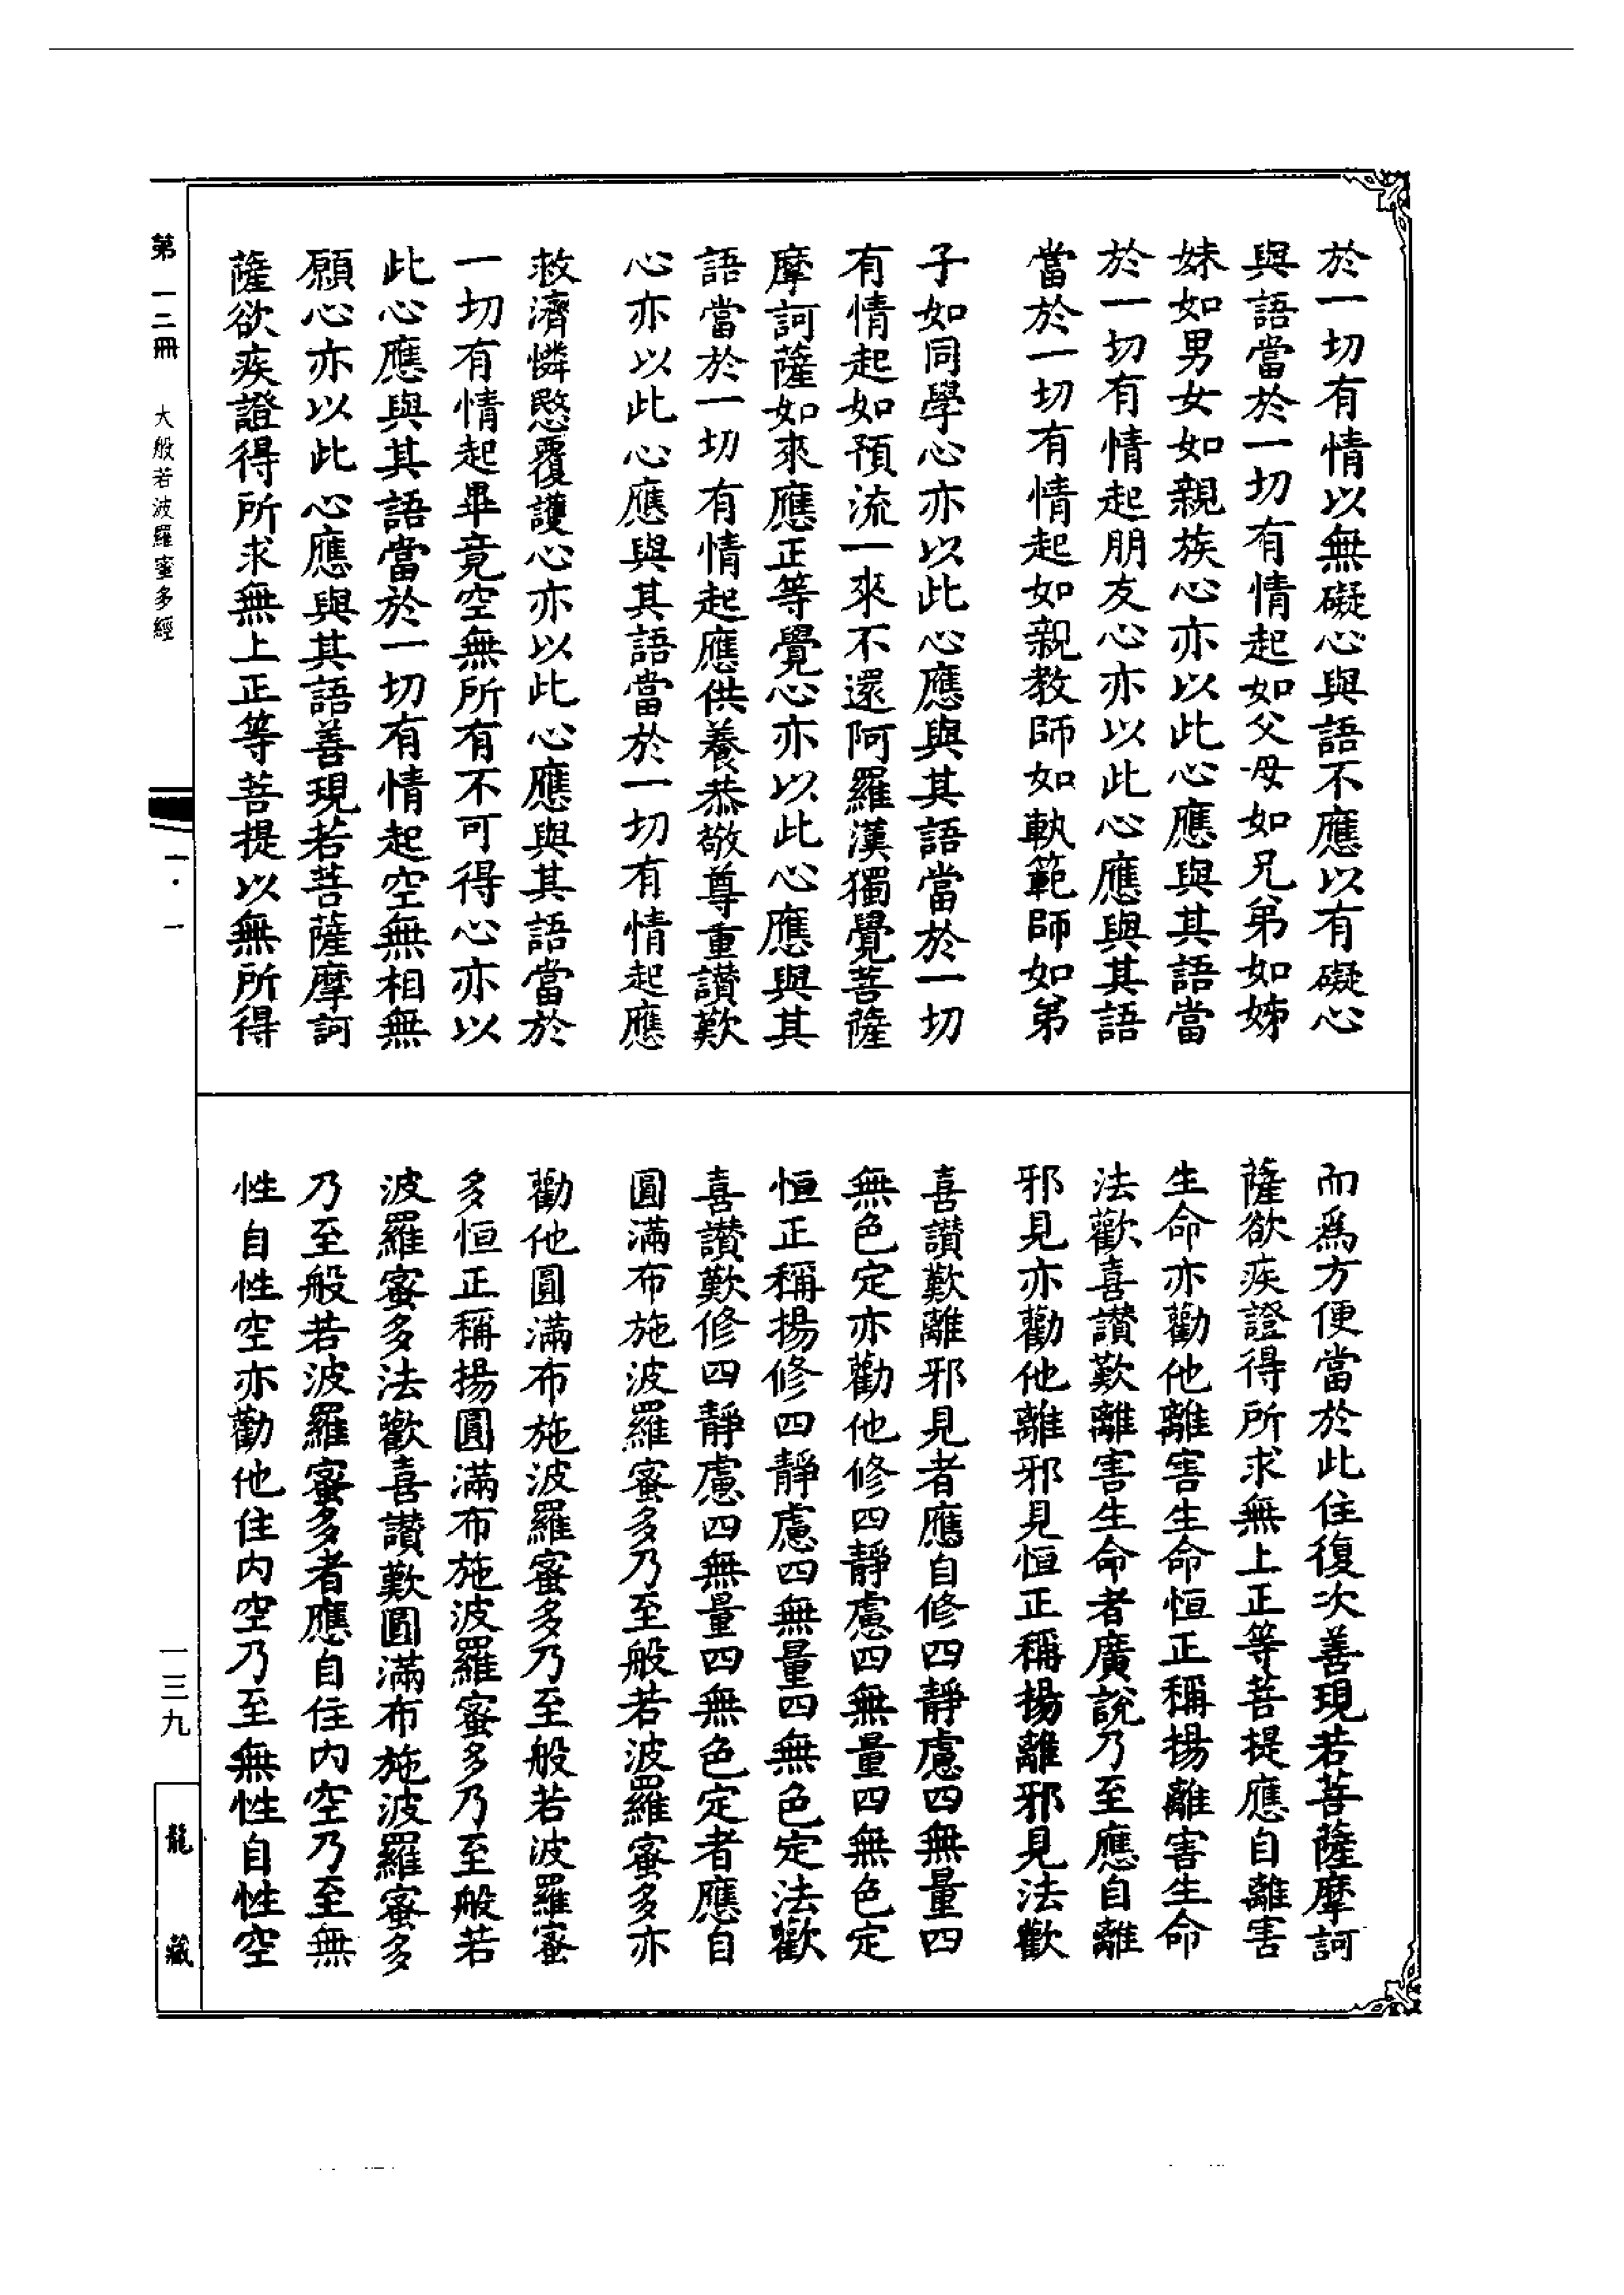 於一切有情以無礙心與語不應以有礙心
與語當於一切有情起如父母如兄弟如姊
妹如男女如親族心亦以此心應與其語當
於一切有情起朋友心亦以此心應與其語
當於一切有情起如親教師如軌範師如弟
子如同學心亦以此心應與其語當於一切
有情起如預流一來不還阿羅漢獨覺菩薩
摩訶薩如來應正等覺心亦以此心應與其
語當於一切有情起應供養恭敬尊重讚歎
心亦以此心應與其語當於一切有情起應
救濟憐愍覆護心亦以此心應與其語當於
一切有情起畢竟空無所有不可得心亦以
此心應與其語當於一切有情起空無相無
願心亦以此心應與其語善現若菩薩摩訶
薩欲疾證得所求無上正等菩提以無所得
而爲方便當於此住復次善現若菩薩摩訶
薩欲疾證得所求無上正等菩提應自離害
生命亦勸他離害生命恒正稱揚離害生命
法歡喜讚歎離害生命者廣說乃至應自離
邪見亦勸他離邪見恒正稱揚離邪見法歡
喜讚歎離邪見者應自修四靜慮四無量四
無色定亦勸他修四靜慮四無量四無色定
恒正稱揚修四靜慮四無量四無色定法歡
喜讚歎修四靜慮四無量四無色定者應自
圓滿布施波羅蜜多乃至般若波羅蜜多亦
勸他圓滿布施波羅蜜多乃至般若波羅蜜
多恒正稱揚圓滿布施波羅蜜多乃至般若
波羅蜜多法歡喜讚歎圓滿布施波羅蜜多
乃至般若波羅蜜多者應自住內空乃至無
性自性空亦勸他住內空乃至無性自性空
第一二冊 大般若波羅蜜多經
一·一
一三九
龍藏